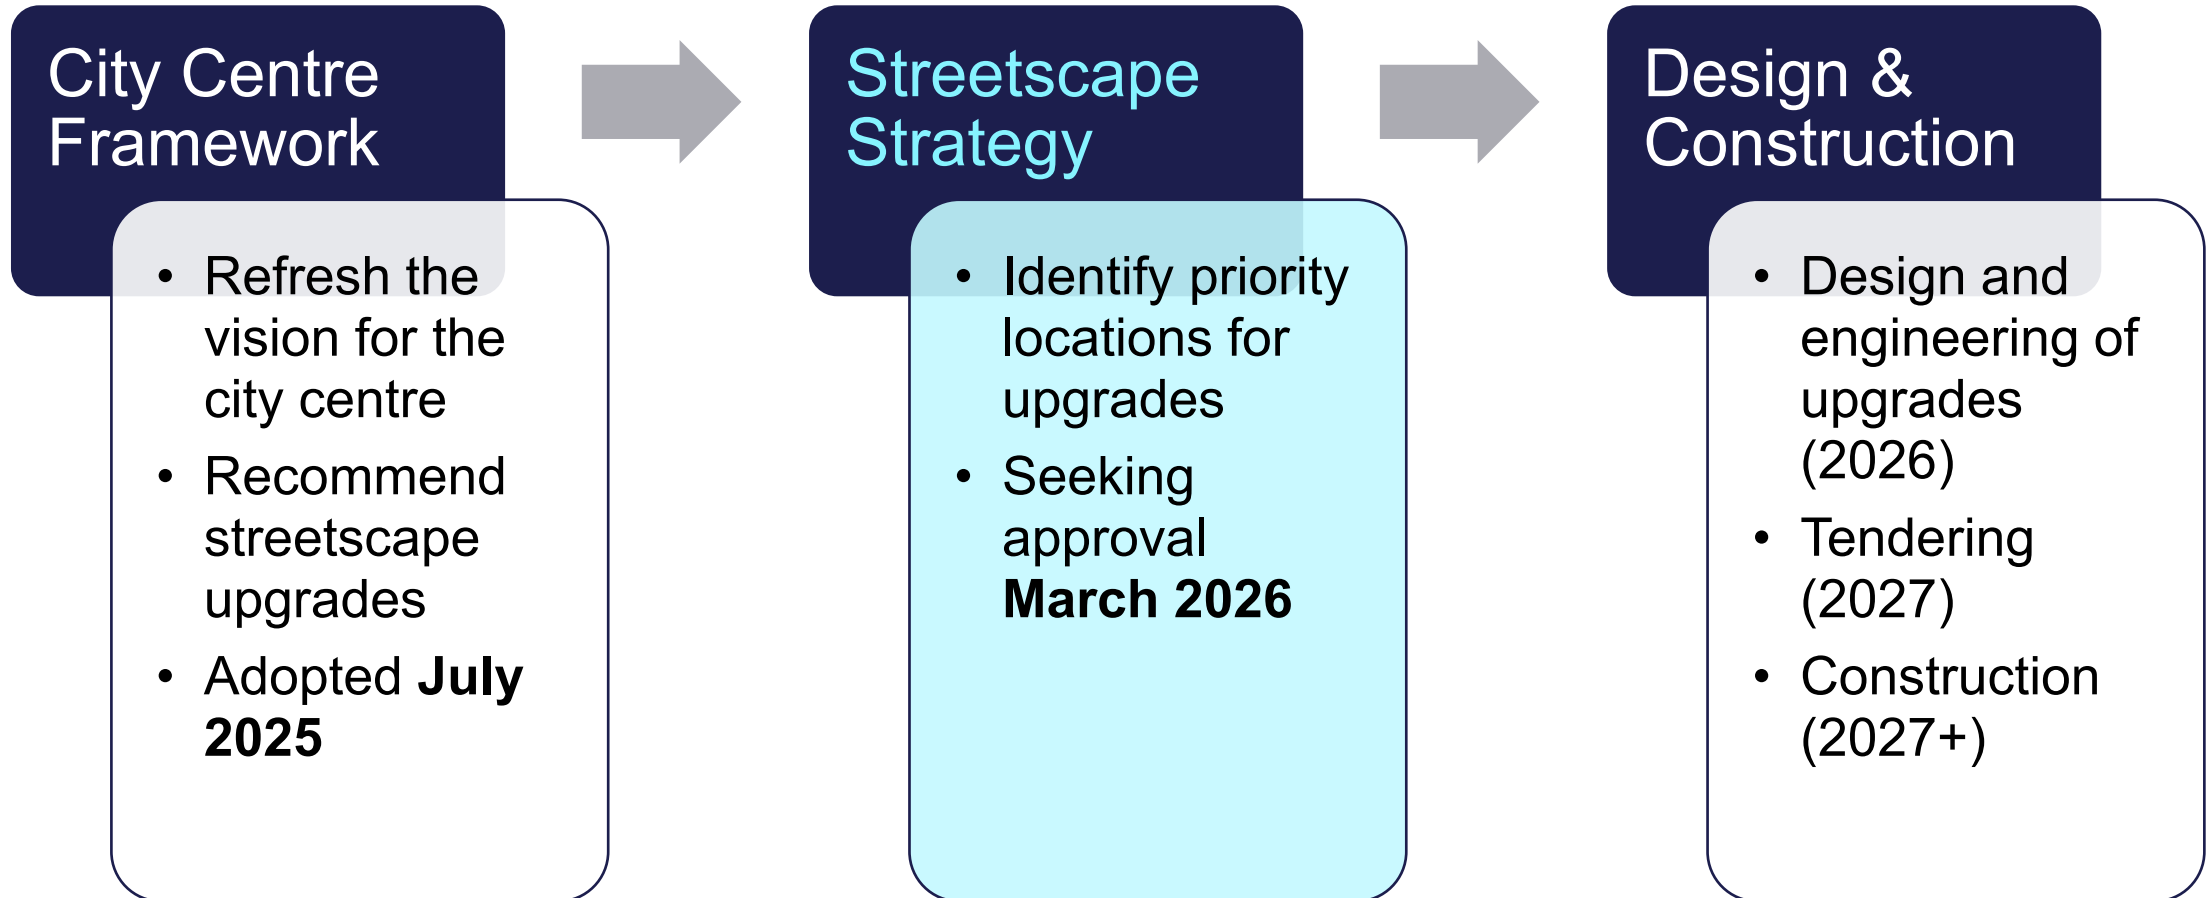 City Centre
Framework
• Refresh the
vision for the
city centre
• Recommend
streetscape
upgrades
• Adopted July
2025
Streetscape
Strategy
• Identify priority
locations for
upgrades
• Seeking
approval
March 2026
Design &
Construction
• Design and
engineering of
upgrades
(2026)
• Tendering
(2027)
• Construction
(2027+)